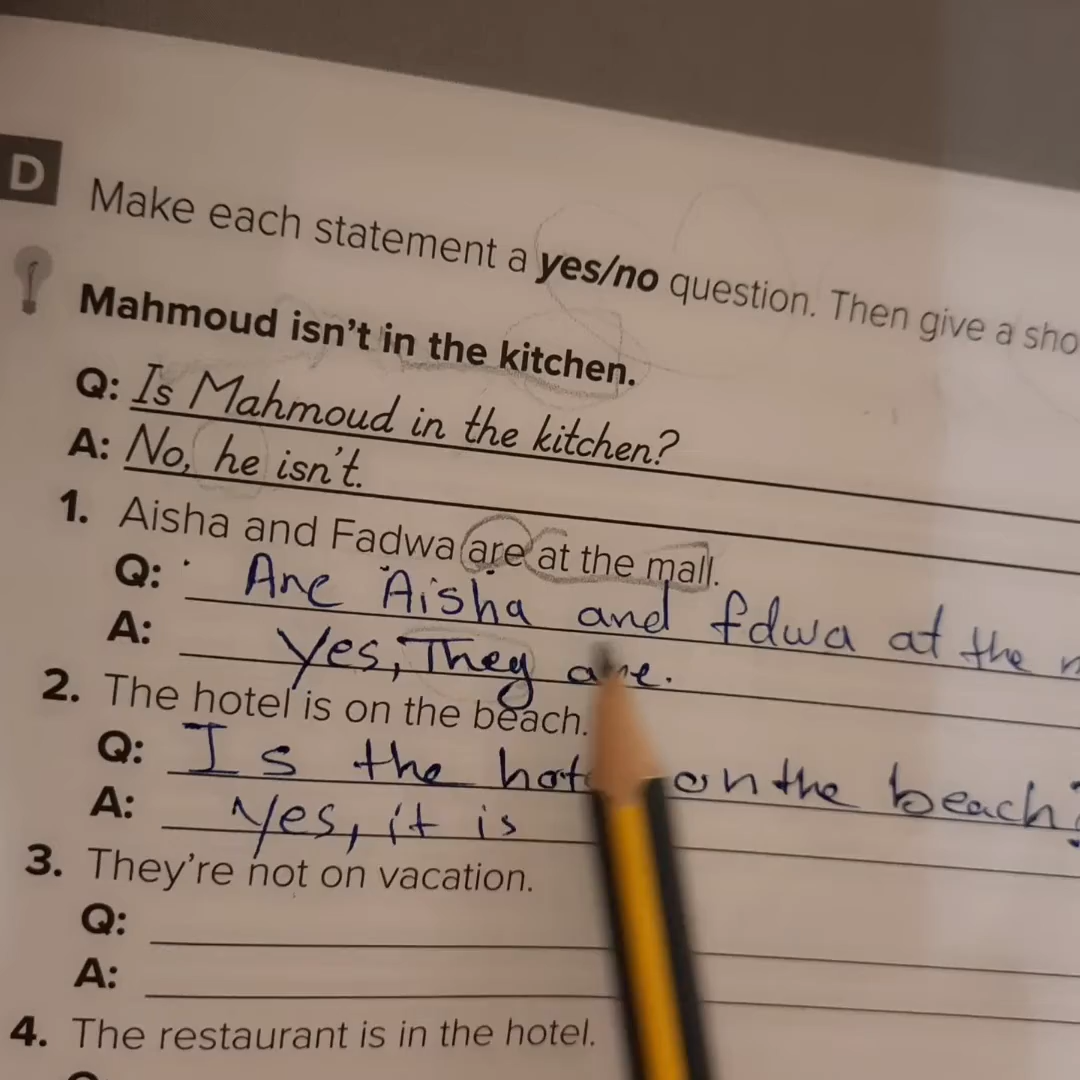 D
Make each statement a yes/no question. Then give a sho
Mahmoud isn't in the kitchen.
Q: Is Mahmoud in the kitchen?
A: No, he isn't.
1. Aisha and Fadwa are at the mall.
Q: Are Aisha and fdwa at the
A: Yes, They are.
2. The hotel is on the beach.
Q: Is the hot on the beach?
A: Yes, it is
3. They're not on vacation.
Q:
A:
4. The restaurant is in the hotel.